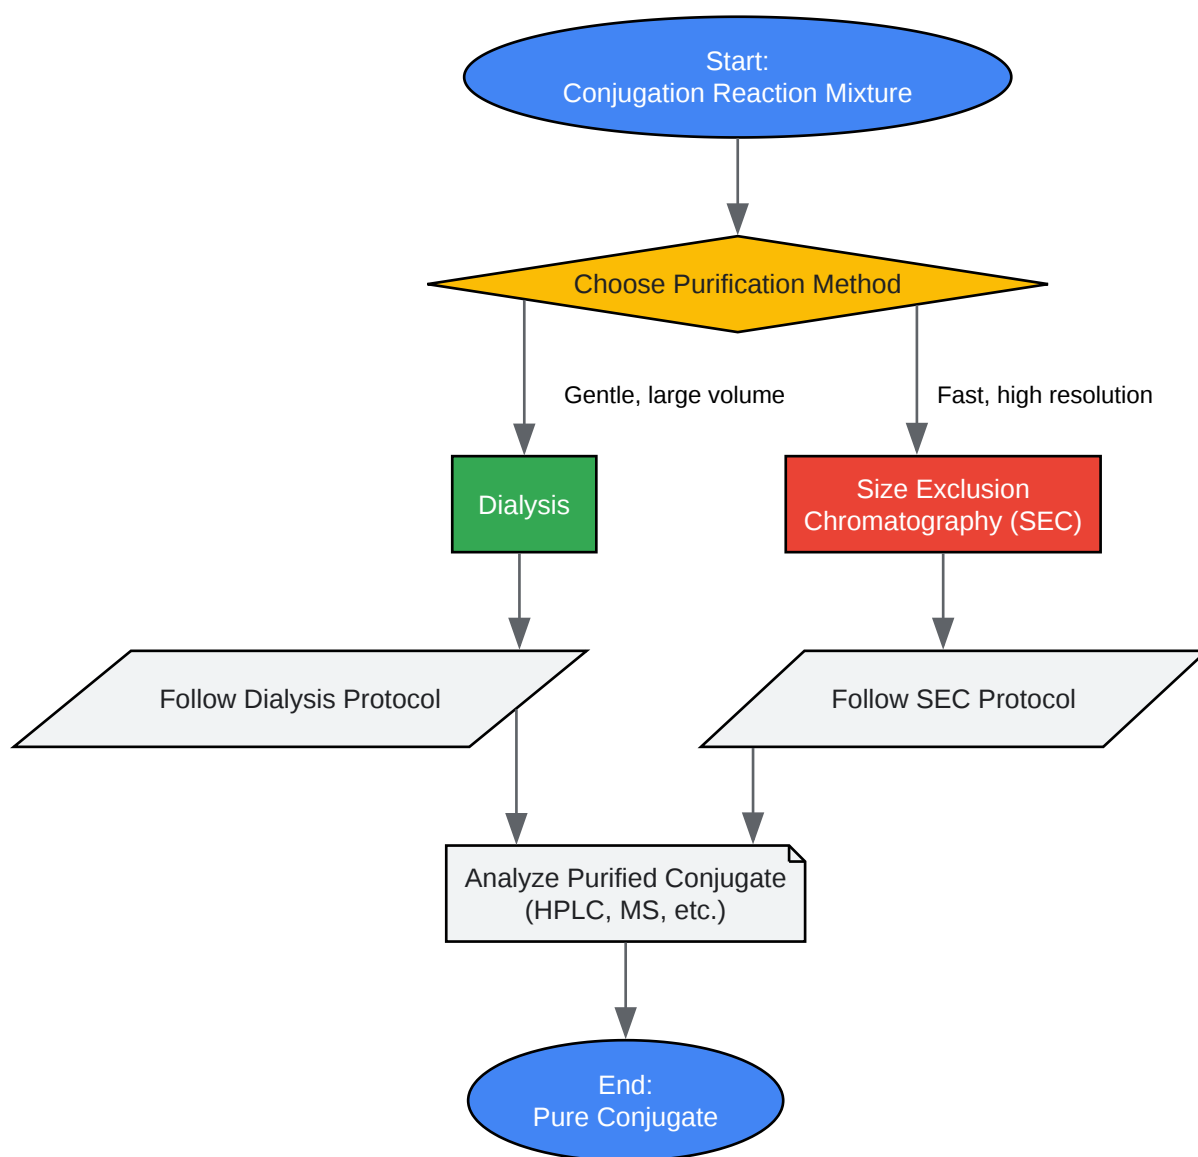 Start:
Conjugation Reaction Mixture
Choose Purification Method
Gentle, large volume
Fast, high resolution
Dialysis
Size Exclusion
Chromatography (SEC)
Follow Dialysis Protocol
Follow SEC Protocol
Analyze Purified Conjugate
(HPLC, MS, etc.)
End:
Pure Conjugate